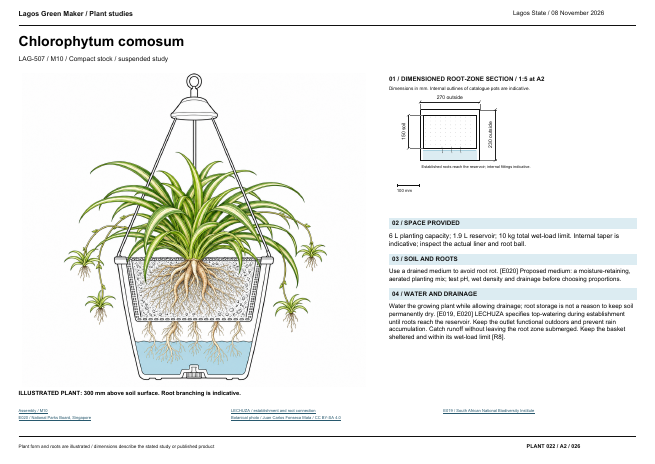 Lagos Green Maker / Plant studies
Lagos State / 08 November 2026
Chlorophytum comosum
LAG-507 / M10 / Compact stock / suspended study
01 / DIMENSIONED ROOT-ZONE SECTION / 1:5 at A2
Dimensions in mm. Internal outlines of catalogue pots are indicative.
270 outside
150 soil
230 outside
Established roots reach the reservoir; internal fittings indicative.
100 mm
02 / SPACE PROVIDED
6 L planting capacity; 1.9 L reservoir; 10 kg total wet-load limit. Internal taper is
indicative; inspect the actual liner and root ball.
03 / SOIL AND ROOTS
Use a drained medium to avoid root rot. [E020] Proposed medium: a moisture-retaining,
aerated planting mix; test pH, wet density and drainage before choosing proportions.
04 / WATER AND DRAINAGE
Water the growing plant while allowing drainage; root storage is not a reason to keep soil
permanently dry. [E019, E020] LECHUZA specifies top-watering during establishment
until roots reach the reservoir. Keep the outlet functional outdoors and prevent rain
accumulation. Catch runoff without leaving the root zone submerged. Keep the basket
sheltered and within its wet-load limit [R8].
ILLUSTRATED PLANT: 300 mm above soil surface. Root branching is indicative.
Assembly / M10
LECHUZA / establishment and root connection
E019 / South African National Biodiversity Institute
E020 / National Parks Board, Singapore
Botanical photo / Juan Carlos Fonseca Mata / CC BY-SA 4.0
Plant form and roots are illustrated / dimensions describe the stated study or published product
PLANT 022 / A2 / 026